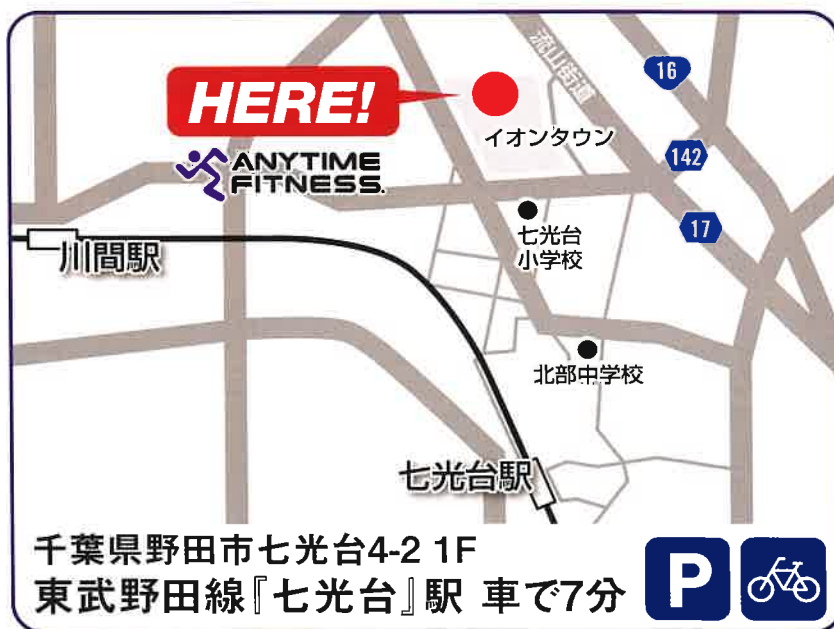 流山街道
16
HERE!
イオンタウン
142
ANYTIME
FITNESS.
七光台
小学校
17
川間駅
北部中学校
七光台駅
千葉県野田市七光台4-2 1F
東武野田線『七光台』駅 車で7分
P